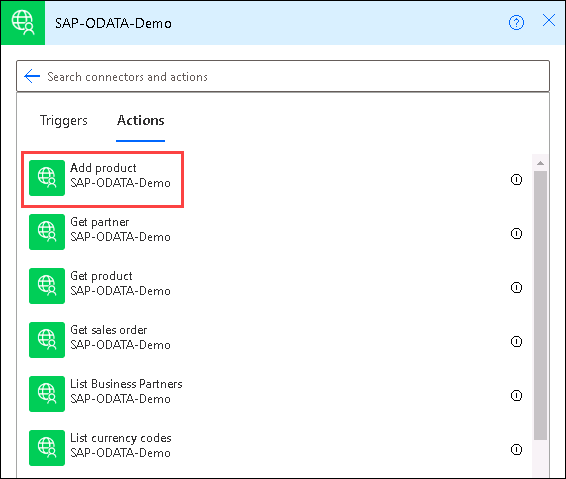 SAP-ODATA-Demo
Search connectors and actions
Triggers Actions
Add product
SAP-ODATA-Demo
Get partner
SAP-ODATA-Demo
Get product
SAP-ODATA-Demo
Get sales order
SAP-ODATA-Demo
List Business Partners
SAP-ODATA-Demo
List currency codes
SAP-ODATA-Demo